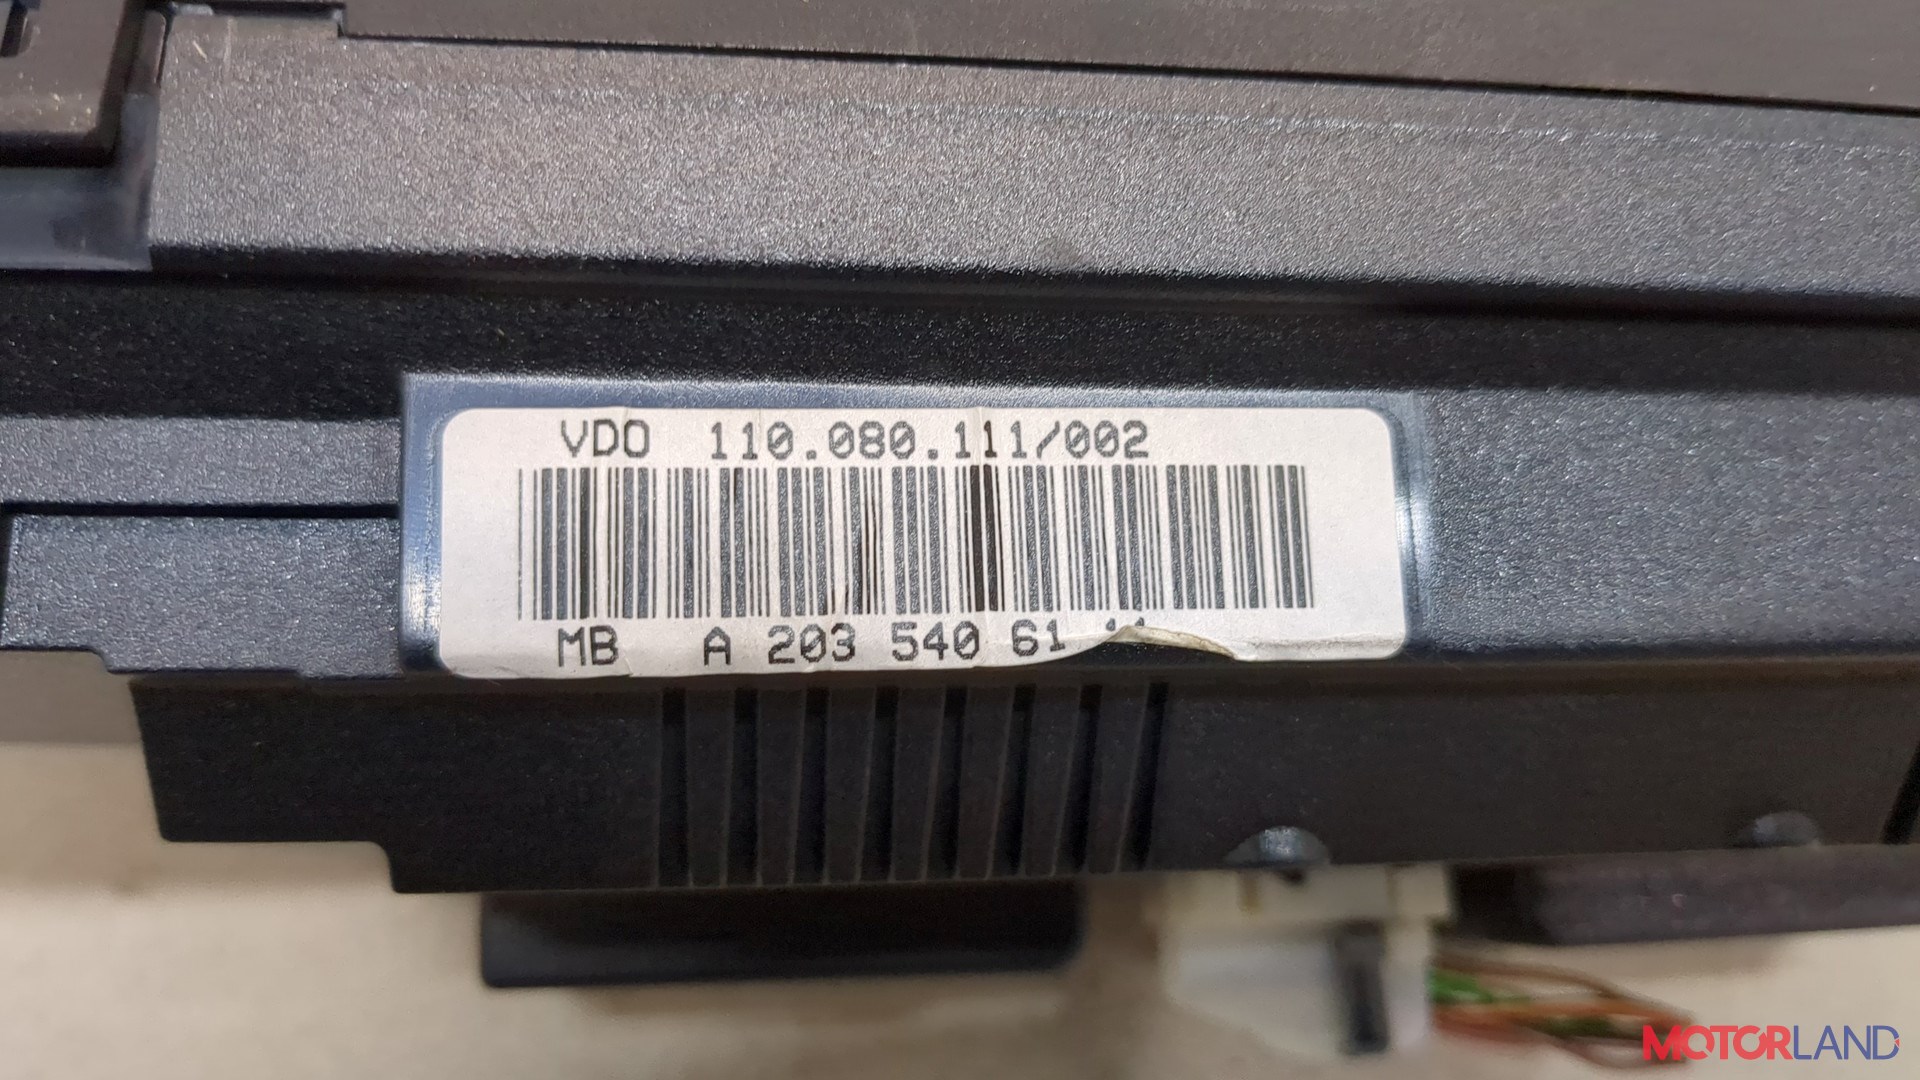 VDO 110.080.111/002
MB A 203 540 61
MOTORLAND